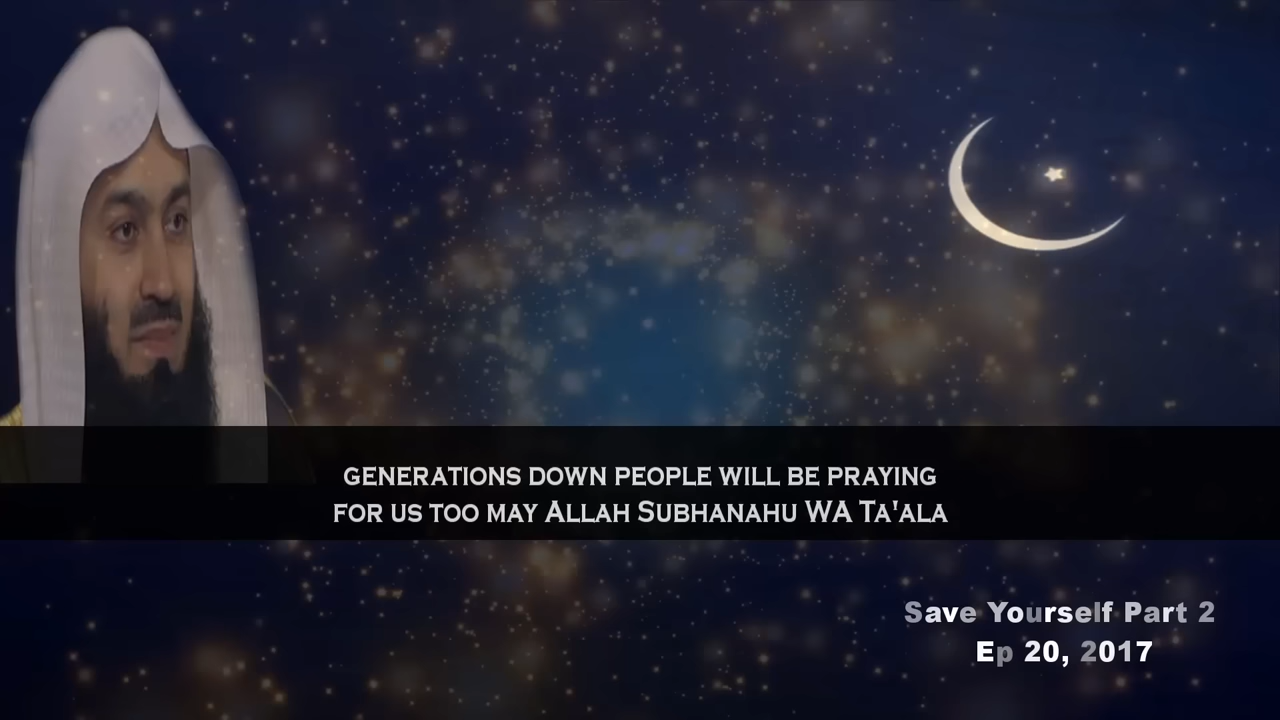 GENERATIONS DOWN PEOPLE WILL BE PRAYING
FOR US TOO MAY ALLAH SUBHANAHU WA TA'ALA
Save Yourself Part 2
Ep 20, 2017